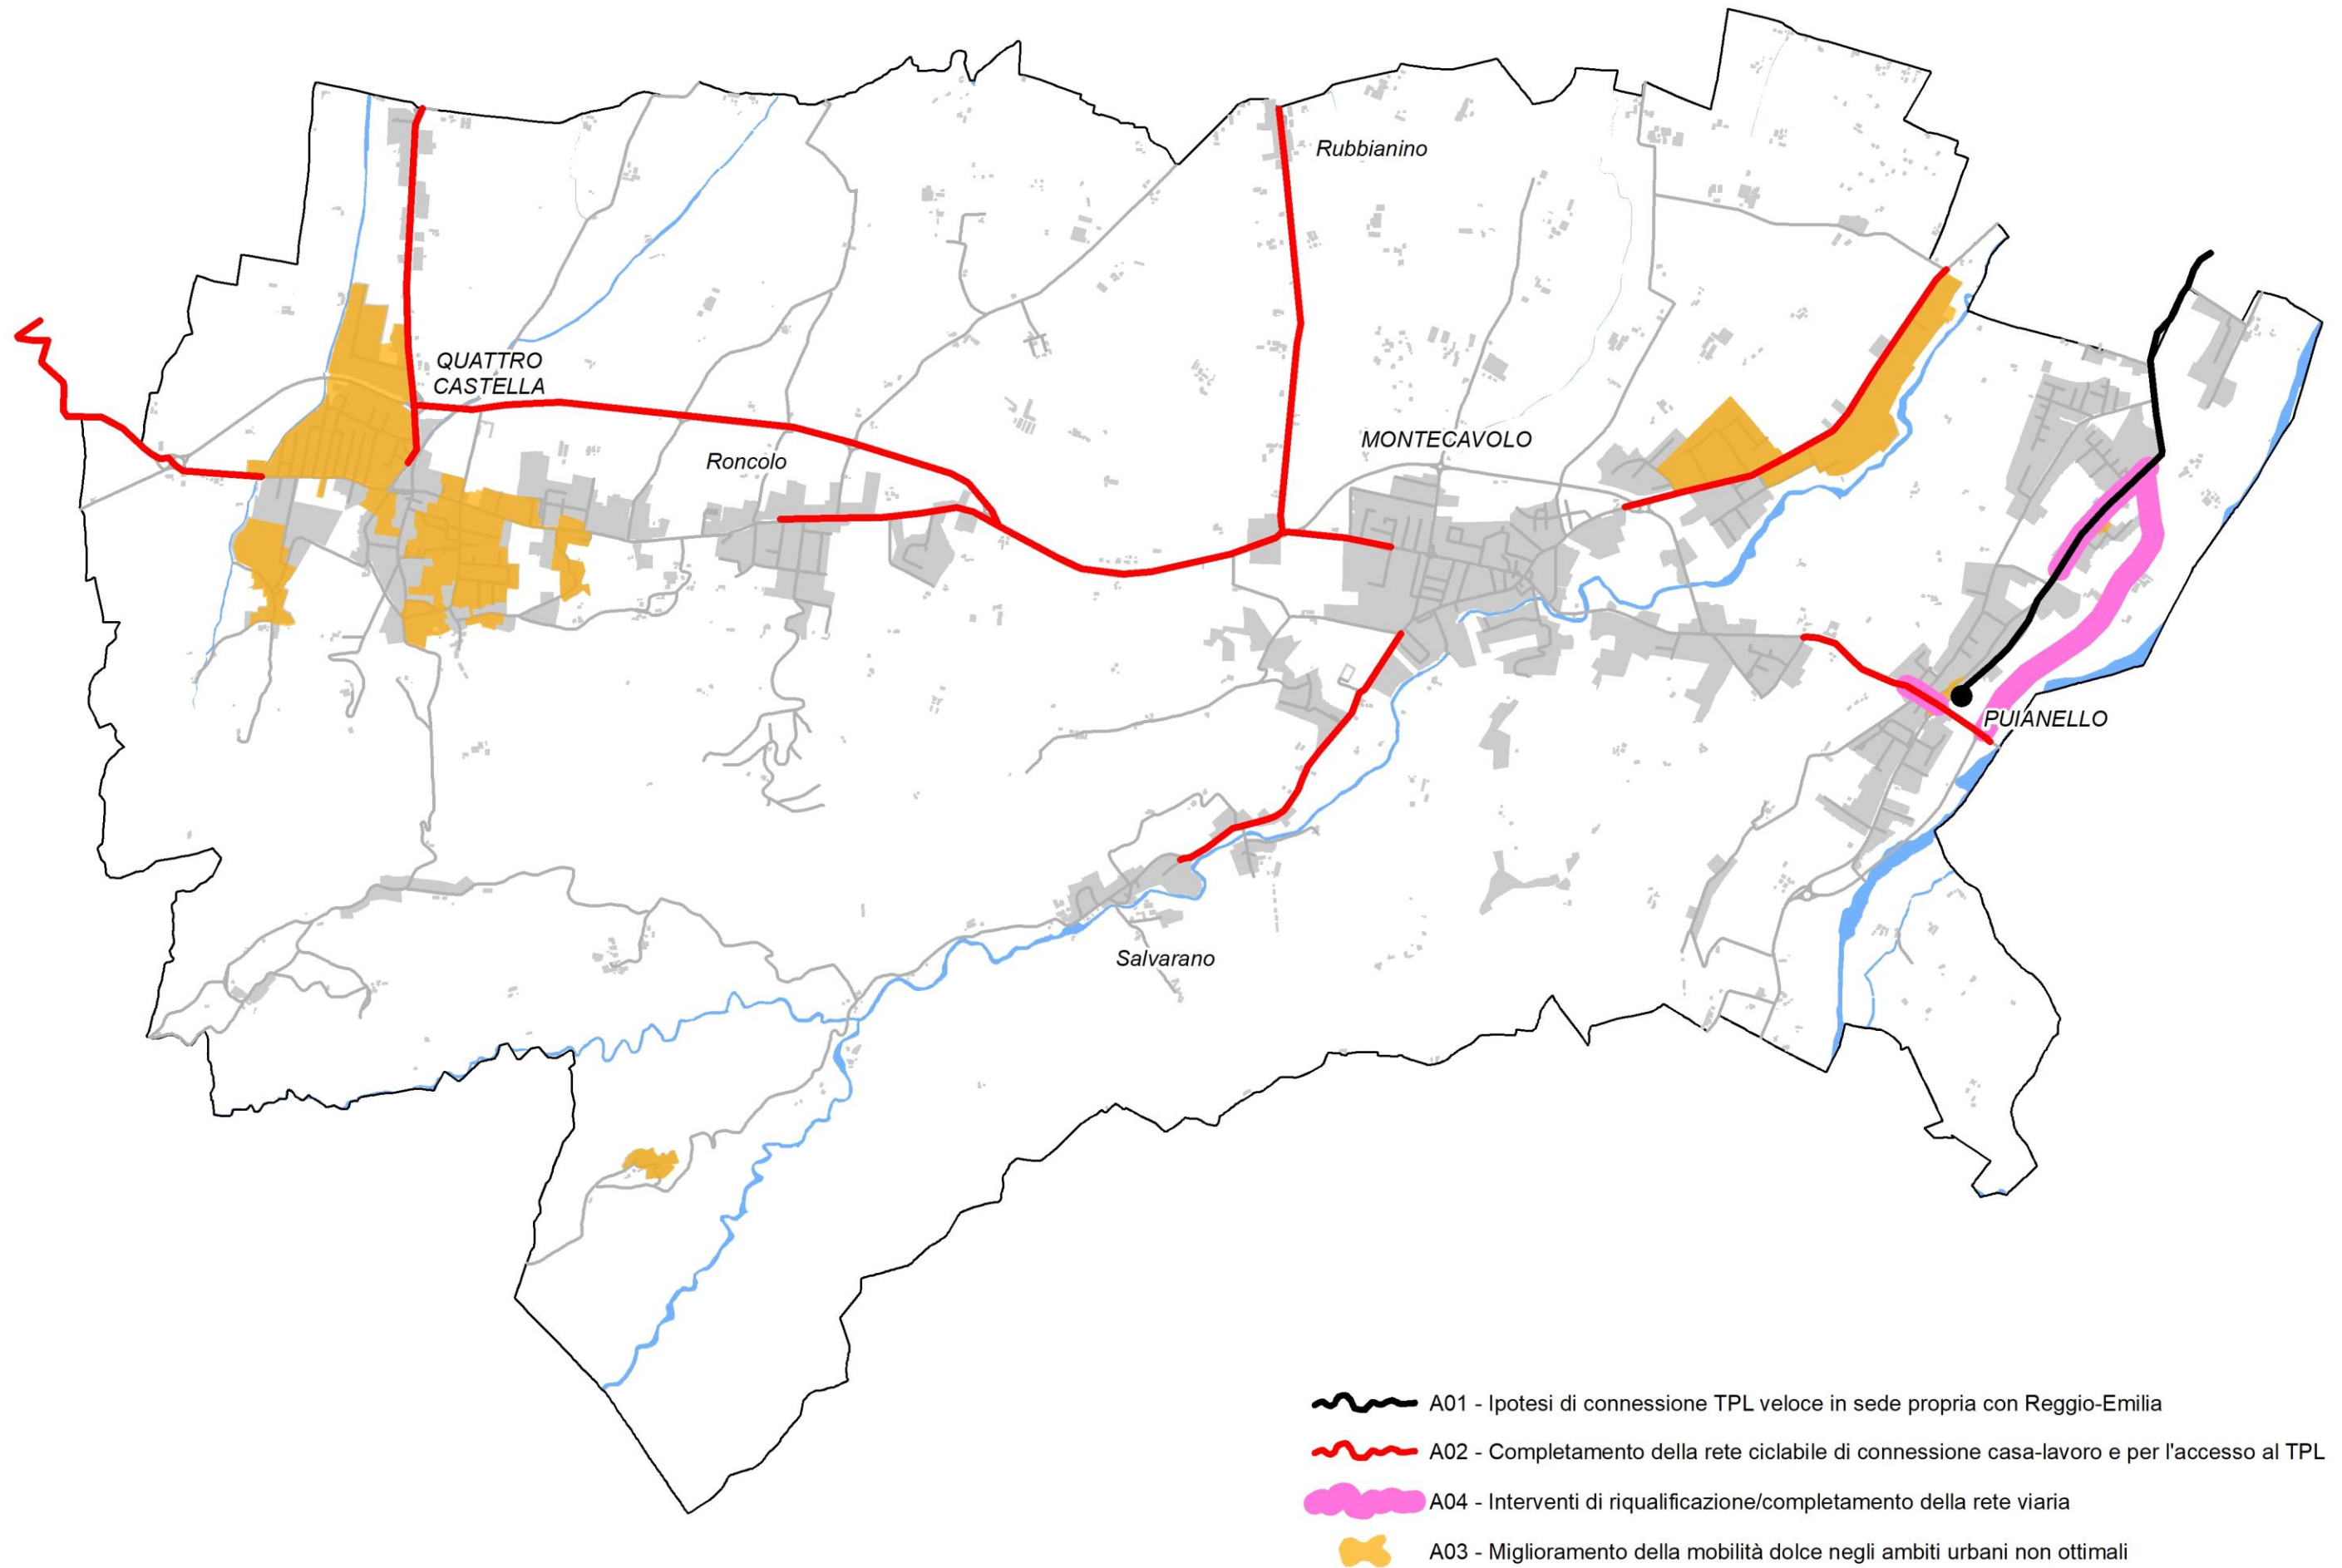 Rubbianino
QUATTRO
CASTELLA
MONTECAVOLO
Roncolo
PUIANELLO
Salvarano
A01 - Ipotesi di connessione TPL veloce in sede propria con Reggio-Emilia
A02 - Completamento della rete ciclabile di connessione casa-lavoro e per l'accesso al TPL
A04 - Interventi di riqualificazione/completamento della rete viaria
A03 - Miglioramento della mobilità dolce negli ambiti urbani non ottimali